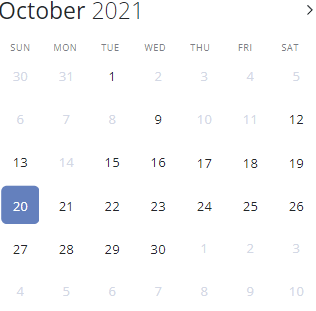 October 2021
SUN MON TUE WED THU FRI SAT
30 31 1 2 3 4 5
6 7 8 9 10 11 12
13 14 15 16 17 18 19
20 21 22 23 24 25 26
27 28 29 30 1 2 3
4 5 6 7 8 9 10